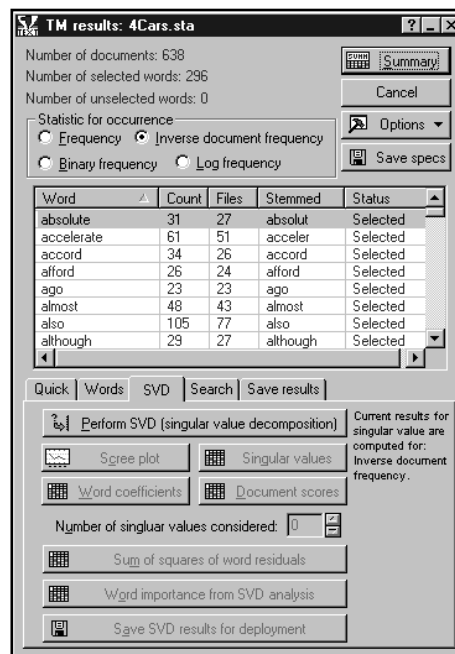 TM results: 4Cars.sta
Number of documents: 638
Number of selected words: 296
Number of unselected words: 0
Summary
Cancel
Options
Save specs
Statistic for occurrence
Frequency Inverse document frequency
Binary frequency Log frequency
Word Count Files Stemmed Status
absolute 31 27 absolut Selected
accelerate 61 51 acceler Selected
accord 34 26 accord Selected
afford 26 24 afford Selected
ago 23 23 ago Selected
almost 48 43 almost Selected
also 105 77 also Selected
although 29 27 although Selected
Quick Words SVD Search Save results
Perform SVD (singular value decomposition)
Scree plot Singular values
Word coefficients Document scores
Number of singluar values considered: 0
Sum of squares of word residuals
Word importance from SVD analysis
Save SVD results for deployment
Current results for
singular value are
computed for:
Inverse document
frequency.